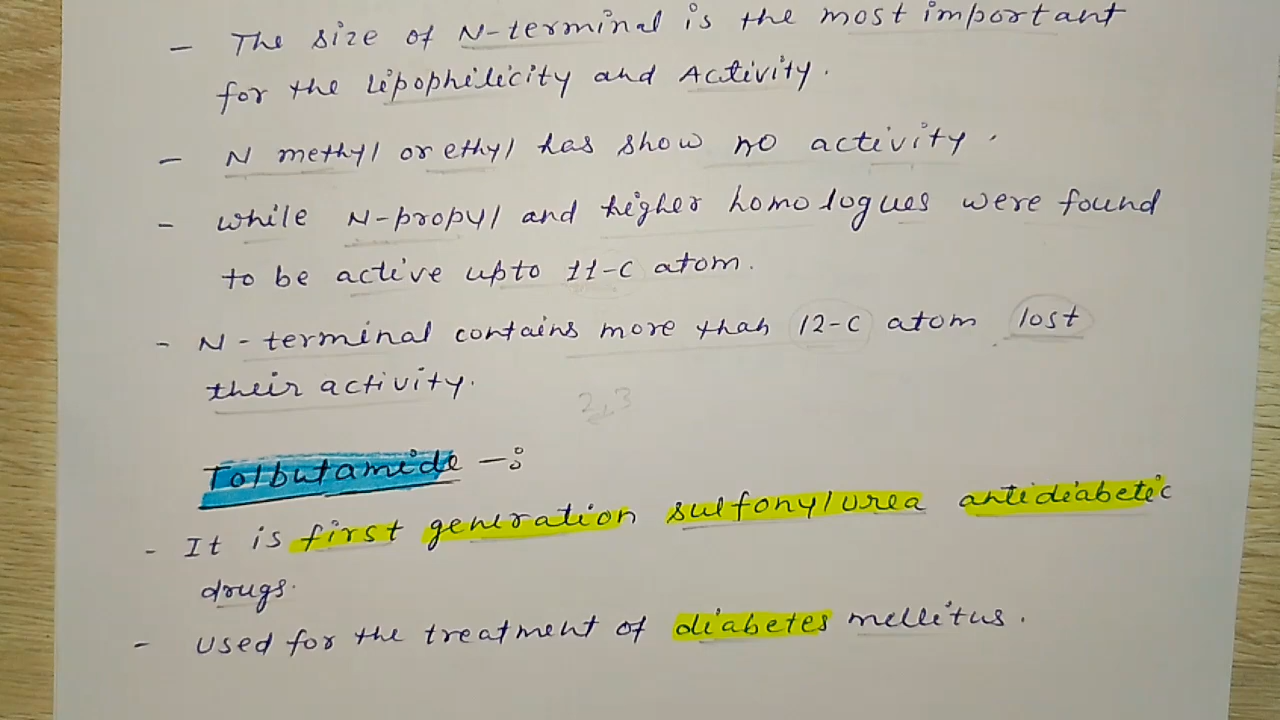 - The size of N-terminal is the most important
for the lipophilicity and Activity.
- N methyl or ethyl has show no activity.
- while N-propyl and higher homologues were found
to be active upto 11-C atom.
- N-terminal contains more than 12-C atom lost
their activity.
2,3
Tolbutamide -:
- It is first generation sulfonylurea antidiabetic
drugs.
- used for the treatment of diabetes mellitus.